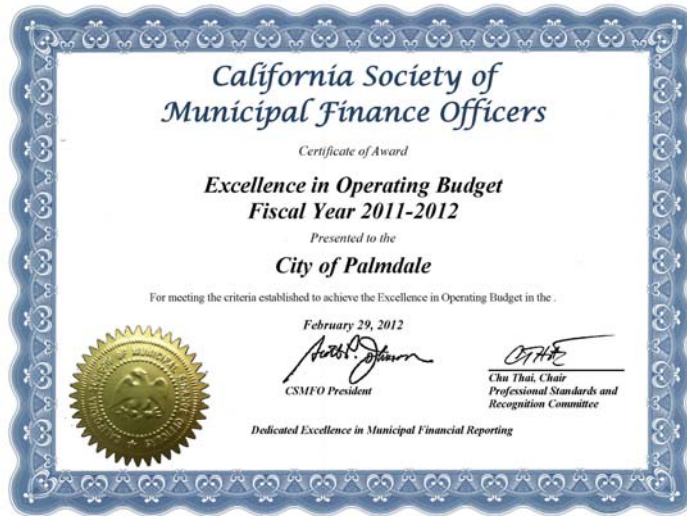 California Society of
Municipal Finance Officers
Certificate of Award
Excellence in Operating Budget
Fiscal Year 2011-2012
Presented to the
City of Palmdale
For meeting the criteria established to achieve the Excellence in Operating Budget in the .
February 29, 2012
CSMFO President
Chu Thai, Chair
Professional Standards and
Recognition Committee
Dedicated Excellence in Municipal Financial Reporting